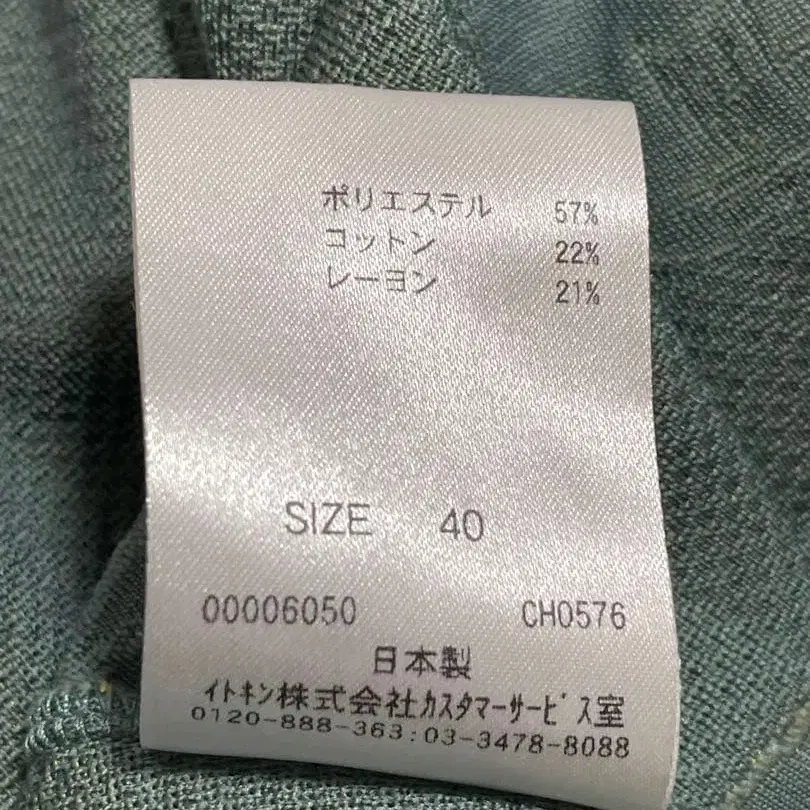 ポリエステル 57%
コットン 22%
レーヨン 21%
SIZE 40
00006050 CH0576
日本製
イトキン株式会社カスタマーサービス室
0120-888-363:03-3478-8088